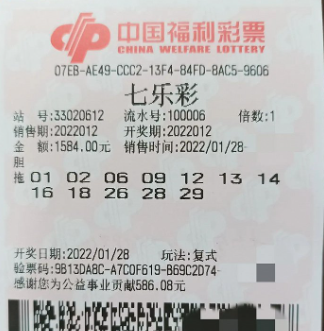 中国福利彩票
CHINA WELFARE LOTTERY
07EB-AE49-CCC2-13F4-84FD-8AC5-9606
七乐彩
站 号:33020612 流水号:100006 倍数:1
销售期:2022012 开奖期:2022012
金 额:1584.00元 销售时间:2022/01/28-
胆
拖 01 02 06 09 12 13 14
16 18 26 28 29
开奖日期:2022/01/28 玩法:复式
验票码:9B13DA8C-A7C0F619-B69C2D74-
感谢您为公益事业贡献586.08元